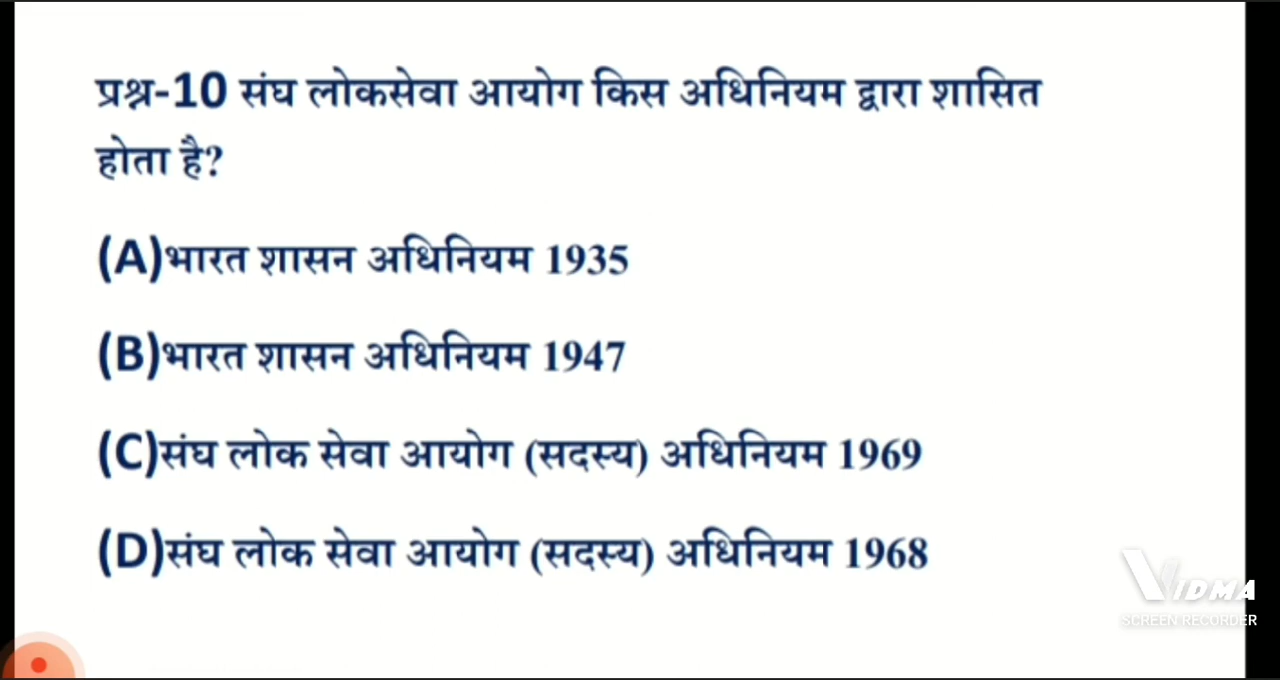 प्रश्न-10 संघ लोकसेवा आयोग किस अधिनियम द्वारा शासित
होता है?
(A)भारत शासन अधिनियम 1935
(B)भारत शासन अधिनियम 1947
(C)संघ लोक सेवा आयोग (सदस्य) अधिनियम 1969
(D)संघ लोक सेवा आयोग (सदस्य) अधिनियम 1968
VIDMA
SCREEN RECORDER